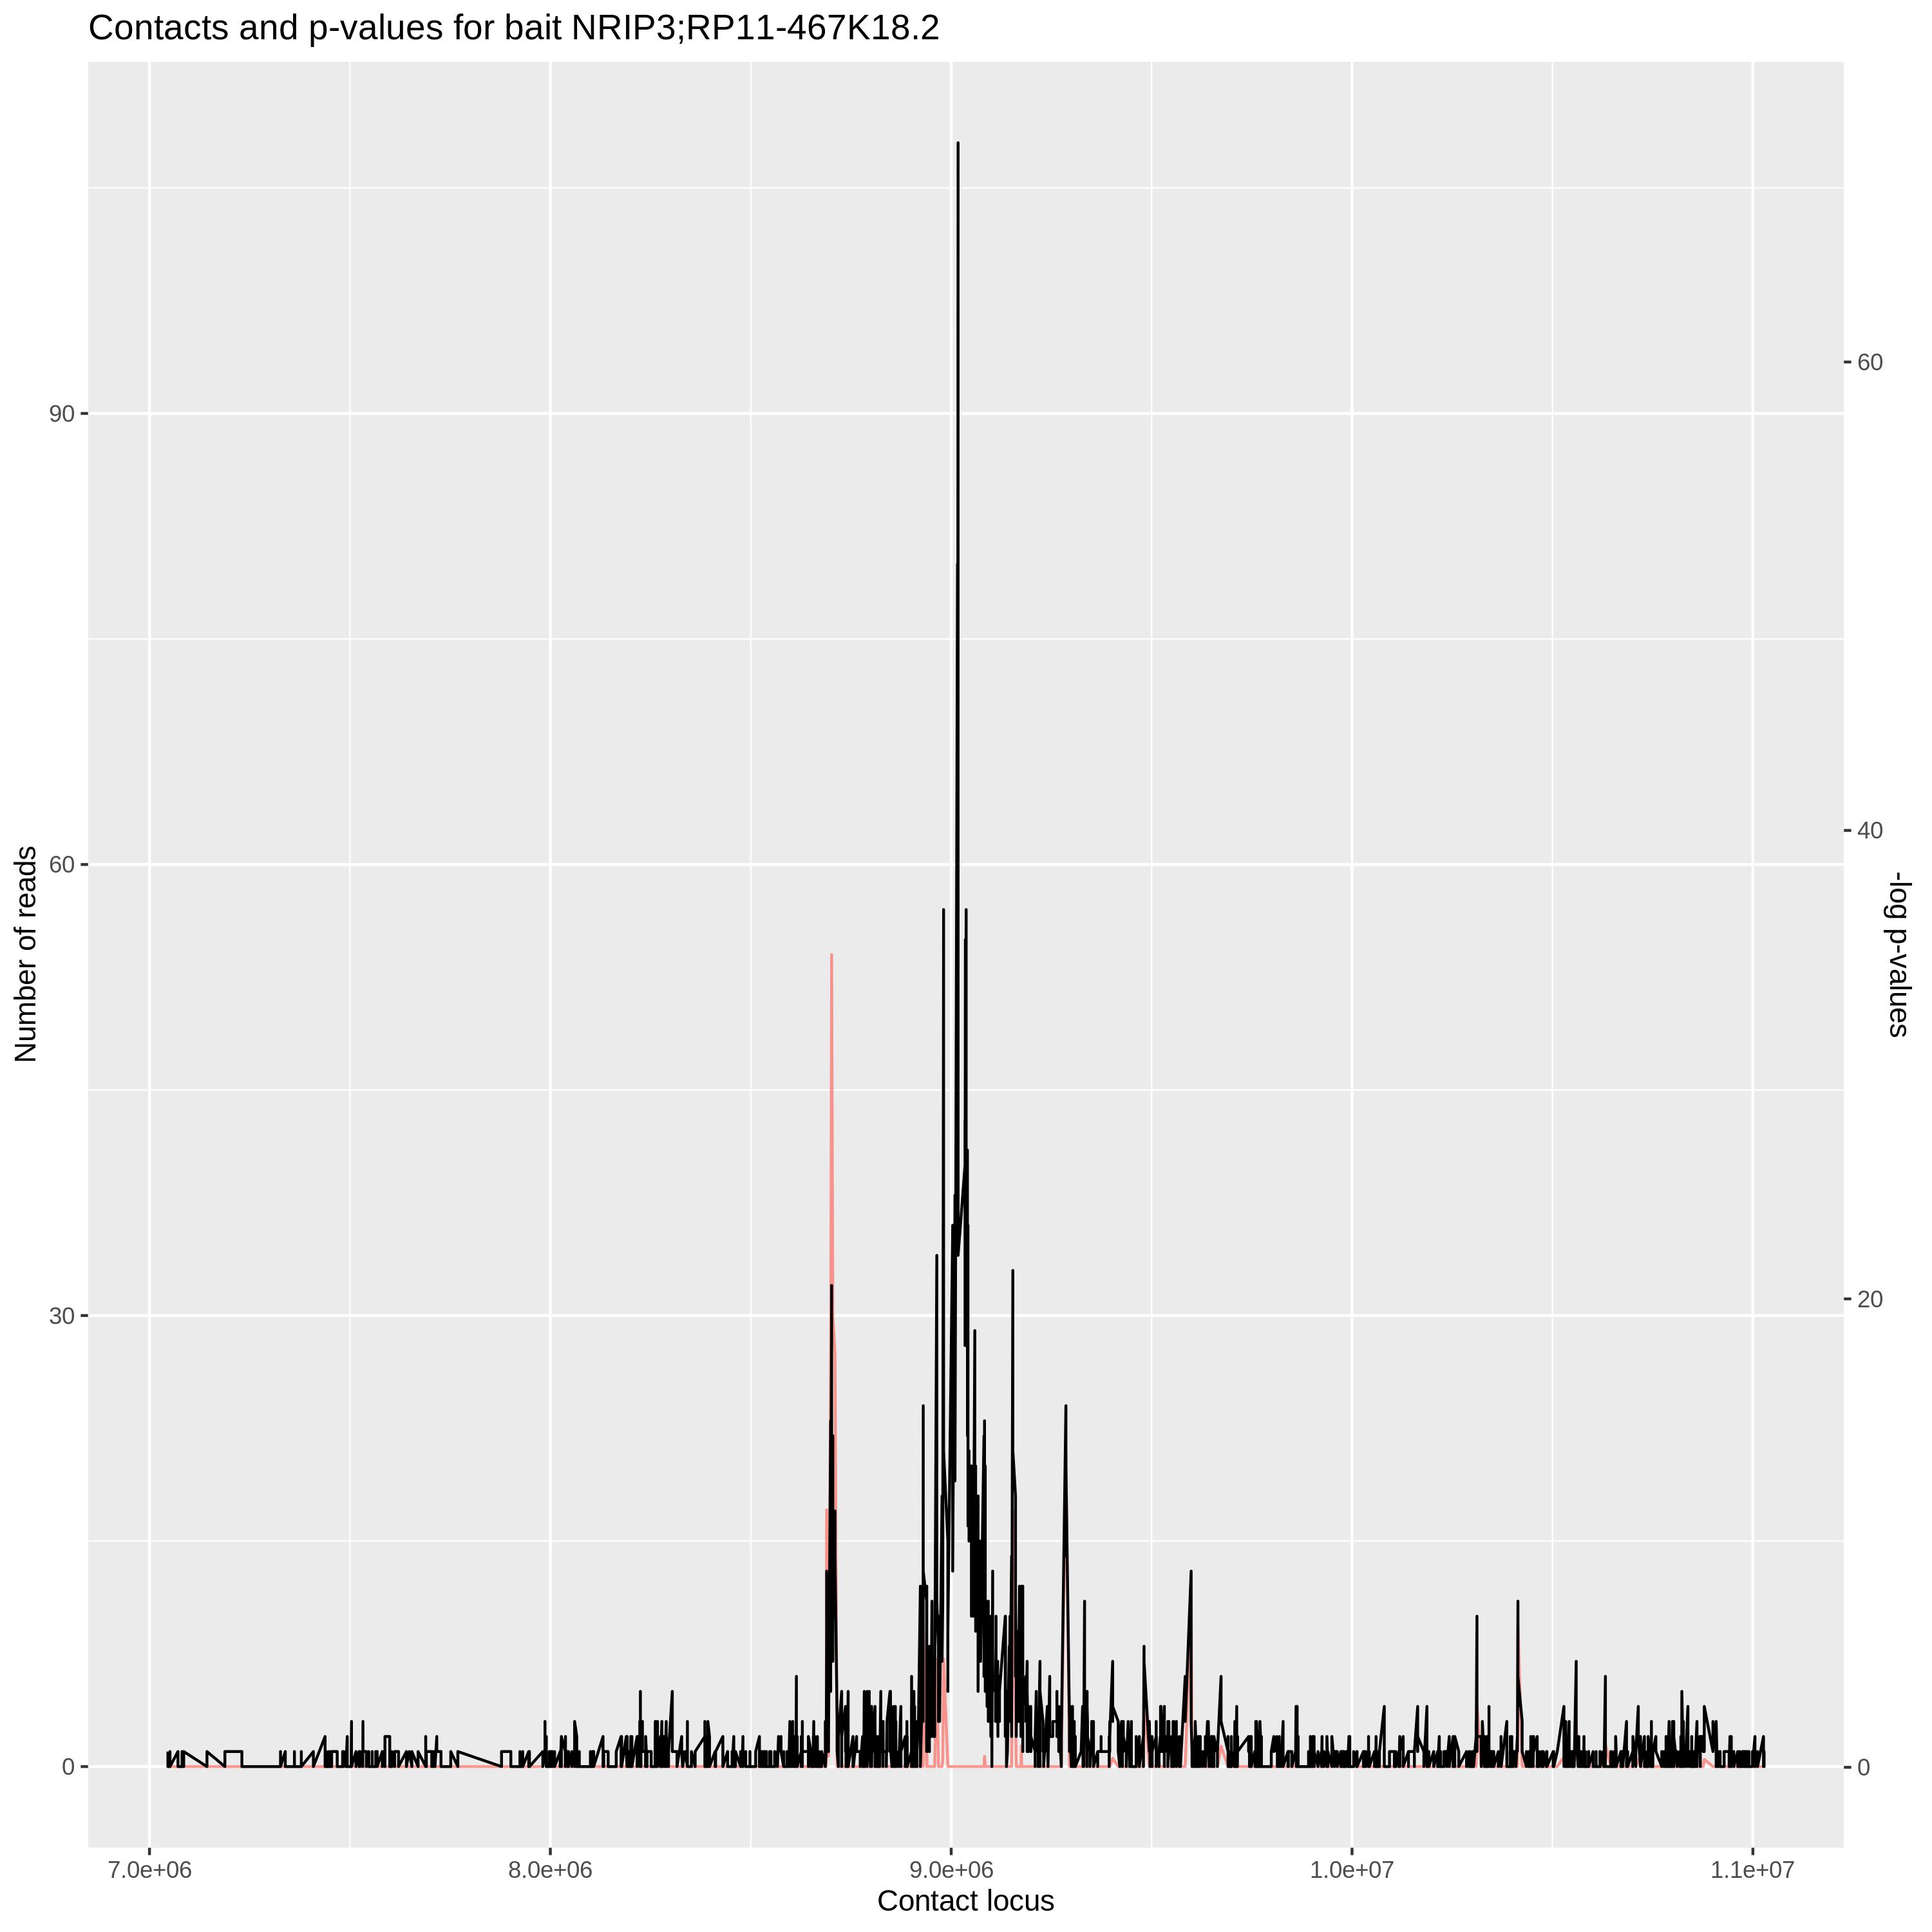 Contacts and p-values for bait NRIP3;RP11-467K18.2
90
60
30
0
Number of reads
60
40
20
0
-log p-values
7.0e+06
8.0e+06
9.0e+06
1.0e+07
1.1e+07
Contact locus